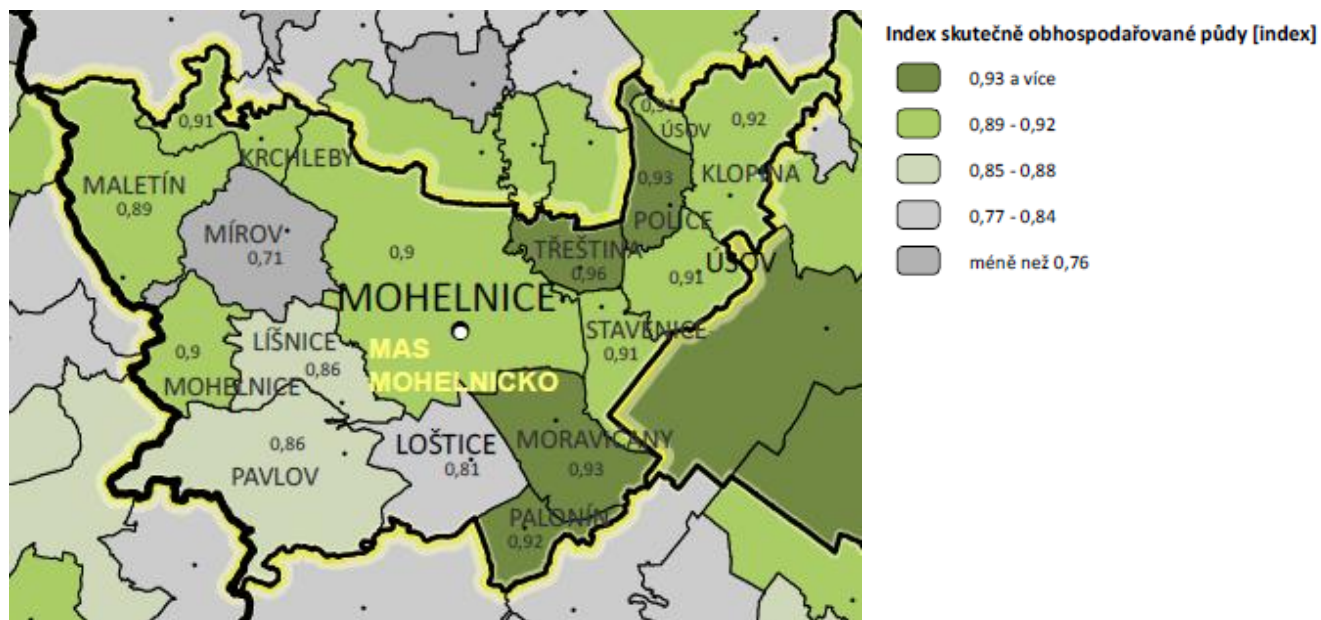 Index skutečně obhospodařované půdy [index]
0,93 a více
0,89 - 0,92
0,85 - 0,88
0,77 - 0,84
méně než 0,76
0,91
ÚSOV
0,92
0,91
KRCHLEBY
KLOPINA
MALETÍN
0,89
0,93
POLICE
MÍROV
0,71
0,9
TŘEŠTINA
0,96
ÚSOV
0,91
MOHELNICE
STAVENICE
0,91
LÍŠNICE
0,86
0,9
MOHELNICE
MAS
MOHELNICKO
0,86
PAVLOV
LOŠTICE
0,81
MORAVIČANY
0,93
PALONÍN
0,92